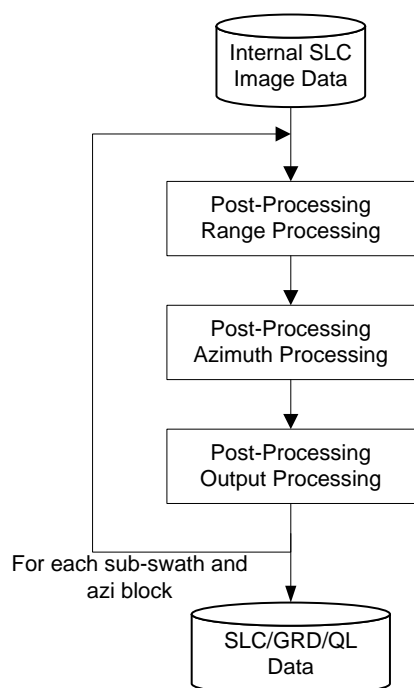 Internal SLC
Image Data
Post-Processing
Range Processing
Post-Processing
Azimuth Processing
Post-Processing
Output Processing
For each sub-swath and
azi block
SLC/GRD/QL
Data